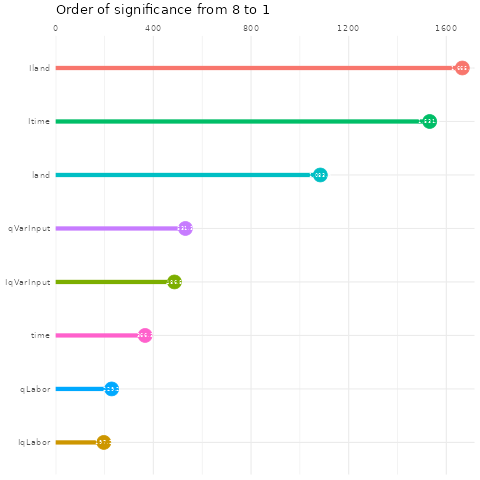 Order of significance from 8 to 1
0 400 800 1200 1600
lland
ltime
land
qVarInput
lqVarInput
time
qLabor
lqLabor